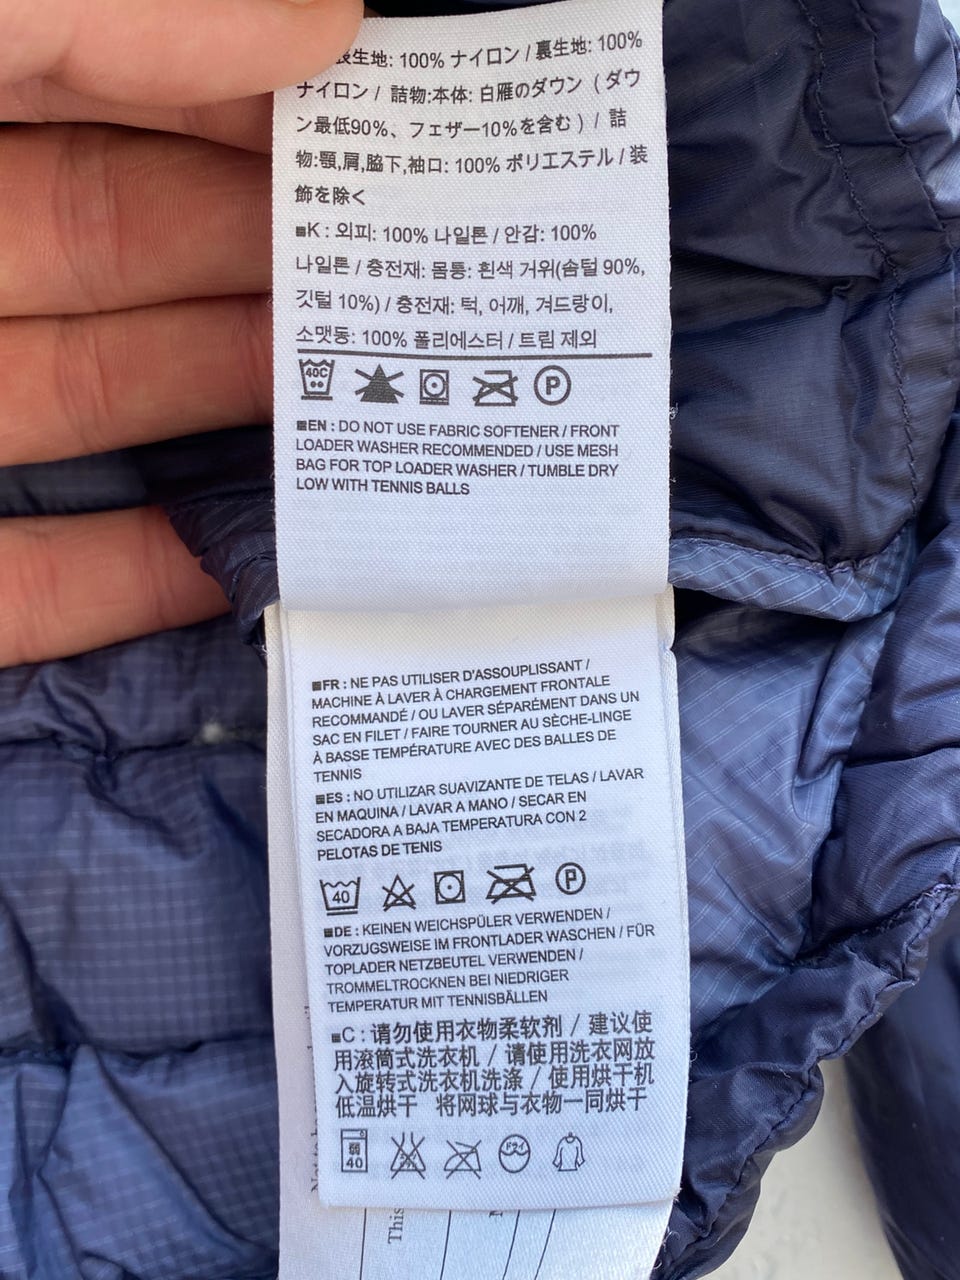 表生地: 100% ナイロン / 裏生地: 100%
ナイロン / 詰物:本体: 白雁のダウン ( ダウ
ン最低90%、フェザー10%を含む ) / 詰
物:顎,肩,脇下,袖口: 100% ポリエステル / 装
飾を除く
■K : 외피: 100% 나일론 / 안감: 100%
나일론 / 충전재: 몸통: 흰색 거위(솜털 90%,
깃털 10%) / 충전재: 턱, 어깨, 겨드랑이,
소맷동: 100% 폴리에스터 / 트림 제외
40C P
■EN : DO NOT USE FABRIC SOFTENER / FRONT
LOADER WASHER RECOMMENDED / USE MESH
BAG FOR TOP LOADER WASHER / TUMBLE DRY
LOW WITH TENNIS BALLS
■FR : NE PAS UTILISER D'ASSOUPLISSANT /
MACHINE À LAVER À CHARGEMENT FRONTALE
RECOMMANDÉ / OU LAVER SÉPARÉMENT DANS UN
SAC EN FILET / FAIRE TOURNER AU SÈCHE-LINGE
À BASSE TEMPÉRATURE AVEC DES BALLES DE
TENNIS
■ES : NO UTILIZAR SUAVIZANTE DE TELAS / LAVAR
EN MAQUINA / LAVAR A MANO / SECAR EN
SECADORA A BAJA TEMPERATURA CON 2
PELOTAS DE TENIS
40 P
■DE : KEINEN WEICHSPÜLER VERWENDEN /
VORZUGSWEISE IM FRONTLADER WASCHEN / FÜR
TOPLADER NETZBEUTEL VERWENDEN /
TROMMELTROCKNEN BEI NIEDRIGER
TEMPERATUR MIT TENNISBÄLLEN
■C : 请勿使用衣物柔软剂 / 建议使
用滚筒式洗衣机 / 请使用洗衣网放
入旋转式洗衣机洗涤 / 使用烘干机
低温烘干 将网球与衣物一同烘干
弱 40 ドライ
This